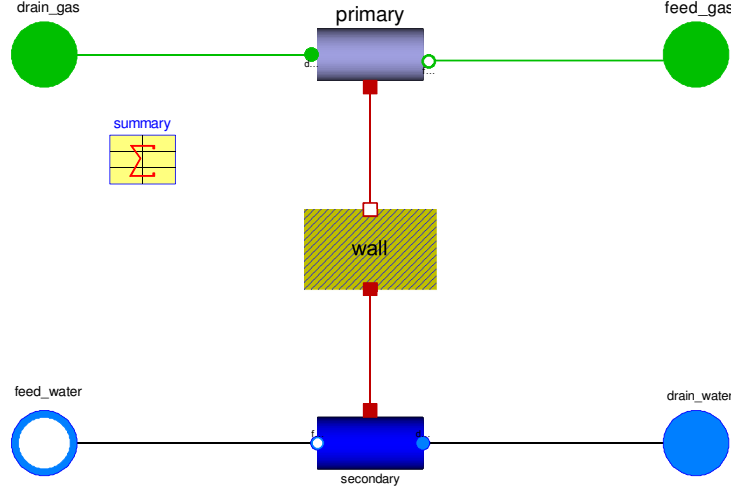 drain_gas
primary
feed_gas
d...
f...
summary
Σ
wall
feed_water
drain_water
f...
d...
secondary